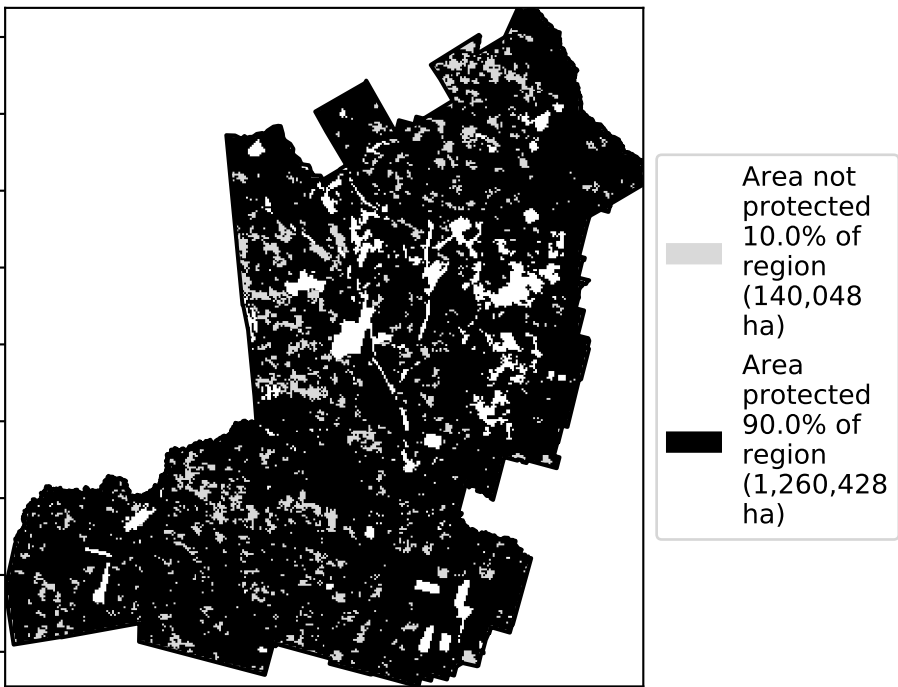 Area not
protected
10.0% of
region
(140,048
ha)
Area
protected
90.0% of
region
(1,260,428
ha)